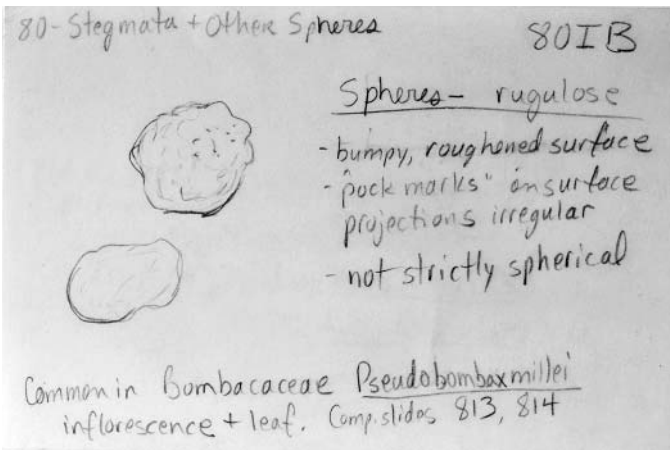 80-Stegmata + Other Spheres
80IB
Spheres - rugulose
- bumpy, roughened surface
- "pock marks" on surface
projections irregular
- not strictly spherical
Common in Bombacaceae Pseudobombax millei
inflorescence + leaf. Comp. slides 813, 814